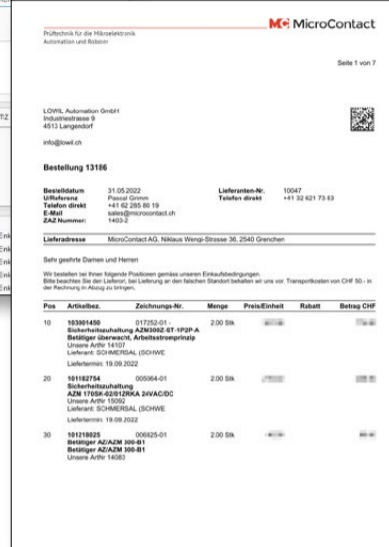 MC MicroContact
Prüftechnik für die Mikroelektronik
Automation und Roboter
Seite 1 von 7
LOWIL Automation GmbH
Industriestrasse 9
4513 Langendorf
info@lowil.ch
Bestellung 13186
Bestelldatum 31.05.2022 Lieferanten-Nr. 10047
U/Referenz Pascal Grimm Telefon direkt +41 32 621 73 63
Telefon direkt +41 62 285 80 19
E-Mail sales@microcontact.ch
ZAZ Nummer: 1403-2
Lieferadresse MicroContact AG, Niklaus Wengi-Strasse 36, 2540 Grenchen
Sehr geehrte Damen und Herren
Wir bestellen bei Ihnen folgende Positionen gemäss unseren Einkaufsbedingungen.
Bitte beachten Sie den Lieferort, bei Lieferung an den falschen Standort behalten wir uns vor, Transportkosten von CHF 50.- in
der Rechnung in Abzug zu bringen.
Pos Artikelbez. Zeichnungs-Nr. Menge Preis/Einheit Rabatt Betrag CHF
10 103001450 017252-01 - 2.00 Stk
Sicherheitszuhaltung AZM300Z-ST-1P2P-A
Betätiger überwacht, Arbeitsstromprinzip
Unsere ArtNr 14107
Lieferant: SCHMERSAL (SCHWE
Liefertermin: 19.09.2022
20 101182754 005064-01 2.00 Stk
Sicherheitszuhaltung
AZM 170SK-02/01ZRKA 24VAC/DC
Unsere ArtNr 15092
Lieferant: SCHMERSAL (SCHWE
Liefertermin: 19.09.2022
30 101218025 006825-01 2.00 Stk
Betätiger AZ/AZM 300-B1
Betätiger AZ/AZM 300-B1
Unsere ArtNr 14083